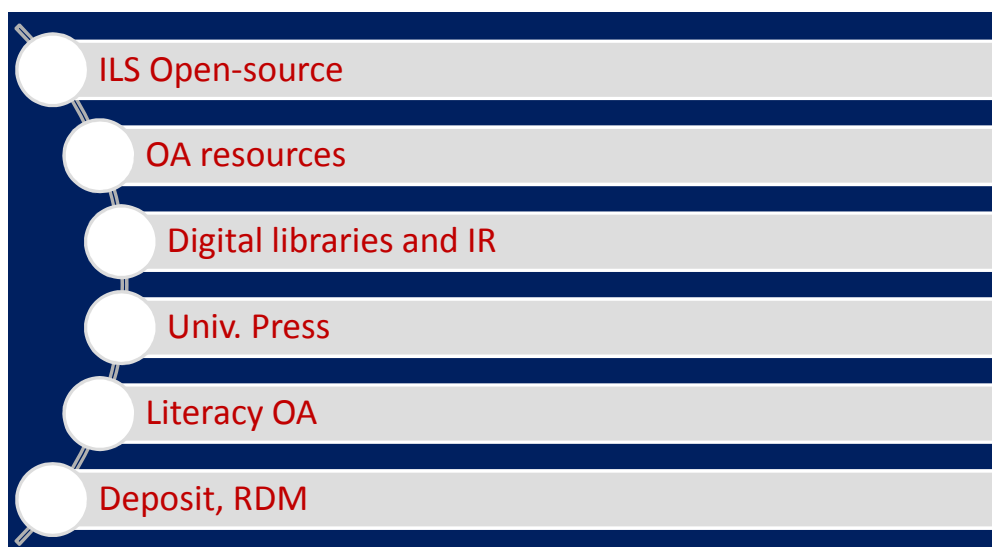 ILS Open-source
OA resources
Digital libraries and IR
Univ. Press
Literacy OA
Deposit, RDM